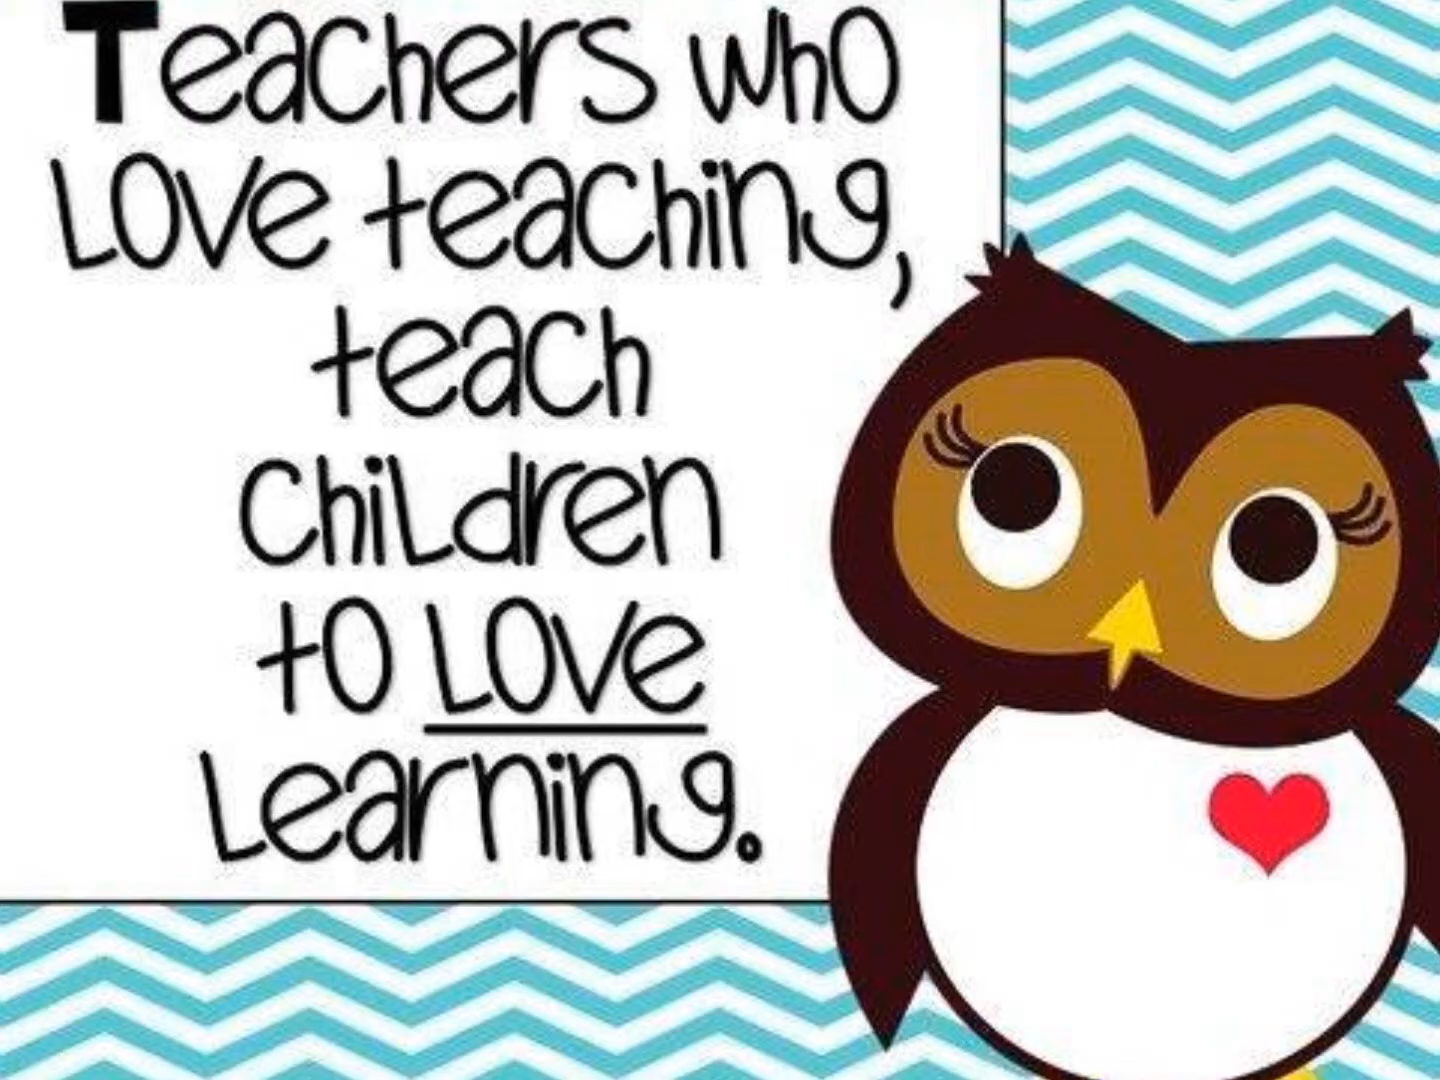 Teachers who
Love teaching,
teach
children
to Love
Learning.